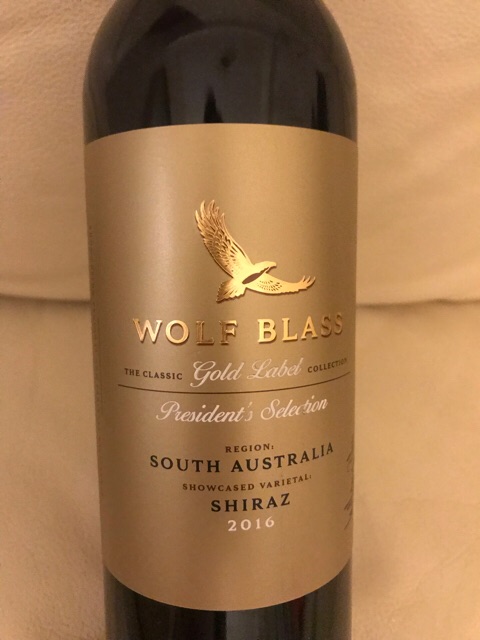 WOLF BLASS
THE CLASSIC Gold Label COLLECTION
President's Selection
REGION:
SOUTH AUSTRALIA
SHOWCASED VARIETAL:
SHIRAZ
2016